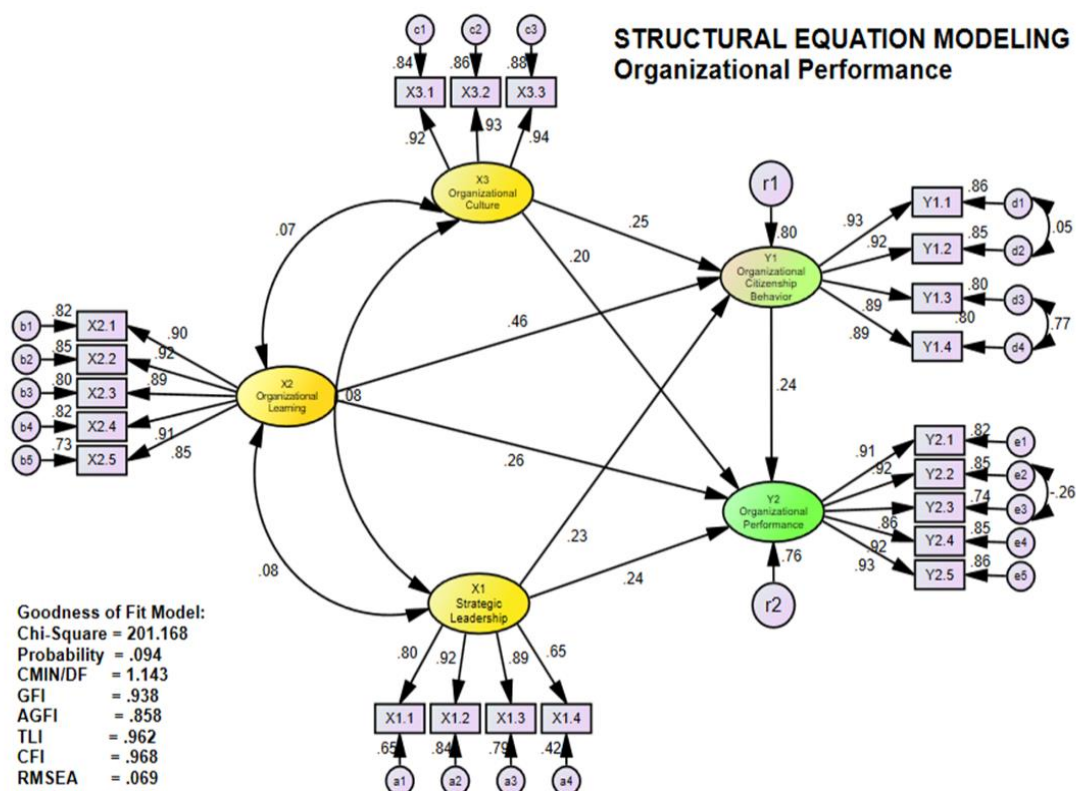 STRUCTURAL EQUATION MODELING
Organizational Performance
c1
c2
c3
.84
.86
.88
X3.1
X3.2
X3.3
.92
.93
.94
X3
Organizational
Culture
r1
.07
.25
.80
.20
Y1
Organizational
Citizenship
Behavior
.93
.92
.89
.89
Y1.1
.86
d1
.05
Y1.2
.85
d2
Y1.3
.80
d3
.77
.80
Y1.4
d4
b1
.82
X2.1
.90
b2
.85
X2.2
.92
b3
.80
X2.3
.89
b4
.82
X2.4
.91
b5
.73
X2.5
.85
X2
Organizational
Learning
.08
.46
.26
.24
.08
.23
.24
Y2
Organizational
Performance
.76
r2
.91
.92
.86
.92
.93
Y2.1
.82
e1
Y2.2
.85
e2
-.26
Y2.3
.74
e3
Y2.4
.85
e4
Y2.5
.86
e5
X1
Strategic
Leadership
.80
.92
.89
.65
X1.1
X1.2
X1.3
X1.4
.65
.84
.79
.42
a1
a2
a3
a4
Goodness of Fit Model:
Chi-Square = 201.168
Probability = .094
CMIN/DF = 1.143
GFI = .938
AGFI = .858
TLI = .962
CFI = .968
RMSEA = .069